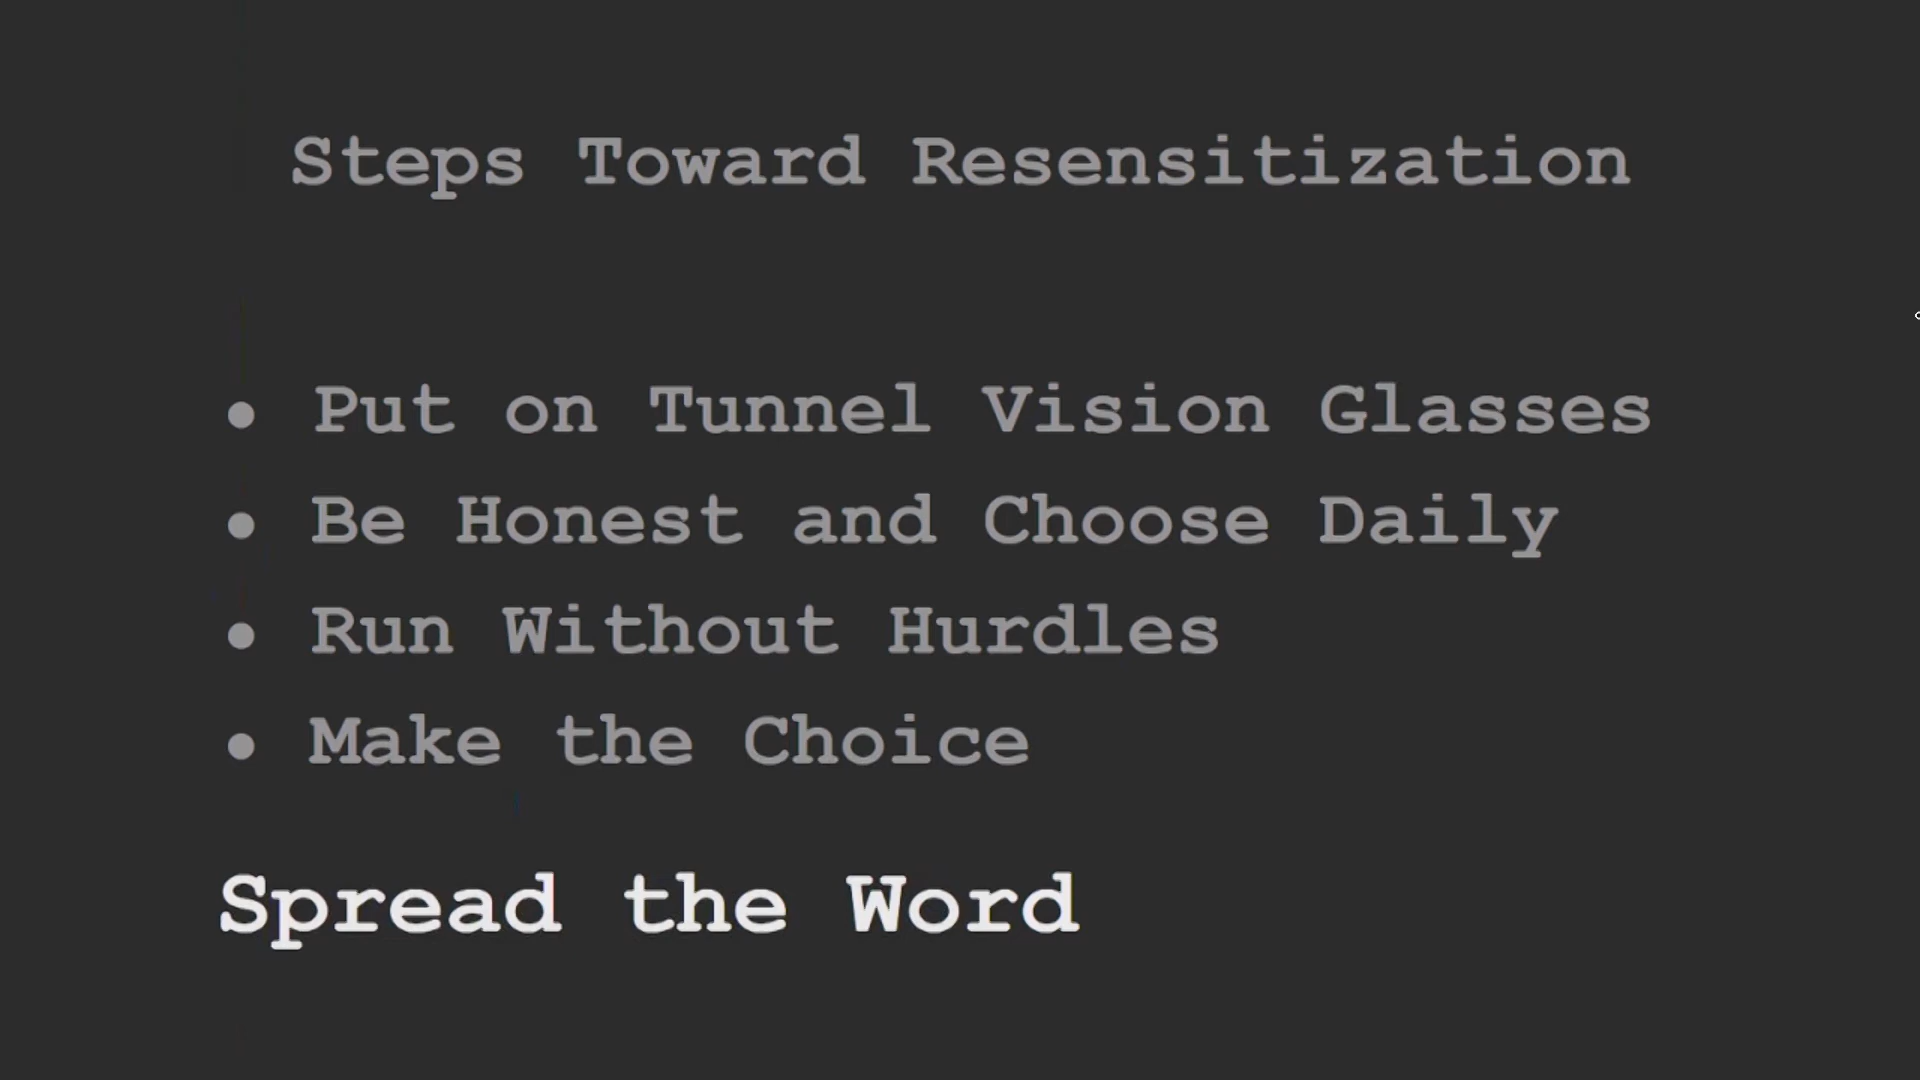 Steps Toward Resensitization
• Put on Tunnel Vision Glasses
• Be Honest and Choose Daily
• Run Without Hurdles
• Make the Choice
Spread the Word